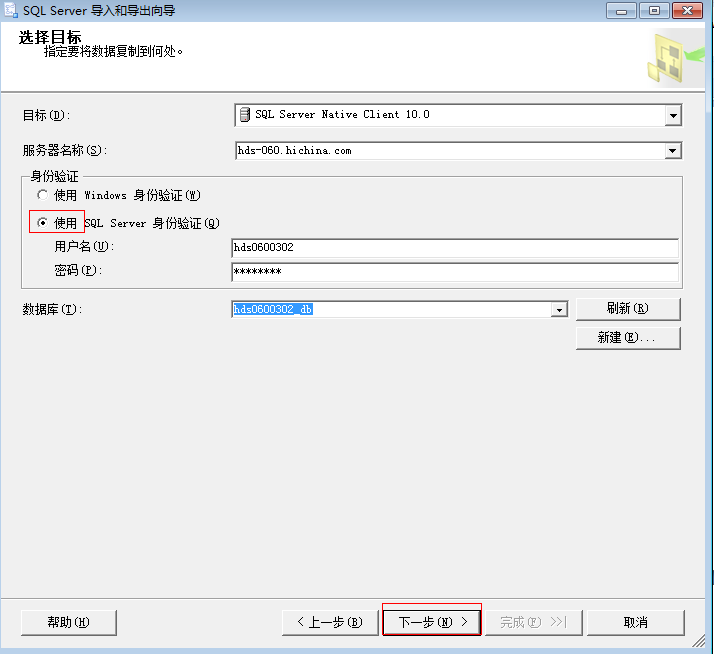 SQL Server 导入和导出向导
选择目标
指定要将数据复制到何处。
目标(D):
SQL Server Native Client 10.0
服务器名称(S):
hds-060.hichina.com
身份验证
使用 Windows 身份验证(W)
使用 SQL Server 身份验证(Q)
用户名(U):
hds0600302
密码(P):
********
数据库(T):
hds0600302_db
刷新(R)
新建(E)...
帮助(H)
< 上一步(B)
下一步(N) >
完成(F) >>|
取消